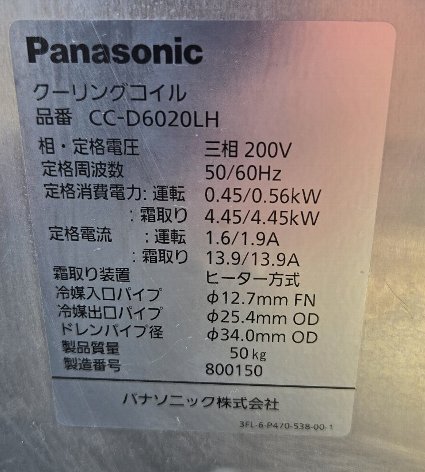 Panasonic
クーリングコイル
品番 CC-D6020LH
相・定格電圧 三相 200V
定格周波数 50/60Hz
定格消費電力: 運転 0.45/0.56kW
: 霜取り 4.45/4.45kW
定格電流 : 運転 1.6/1.9A
: 霜取り 13.9/13.9A
霜取り装置 ヒーター方式
冷媒入口パイプ φ12.7mm FN
冷媒出口パイプ φ25.4mm OD
ドレンパイプ径 φ34.0mm OD
製品質量 50kg
製造番号 800150
パナソニック株式会社
3FL-6-P470-538-00-1